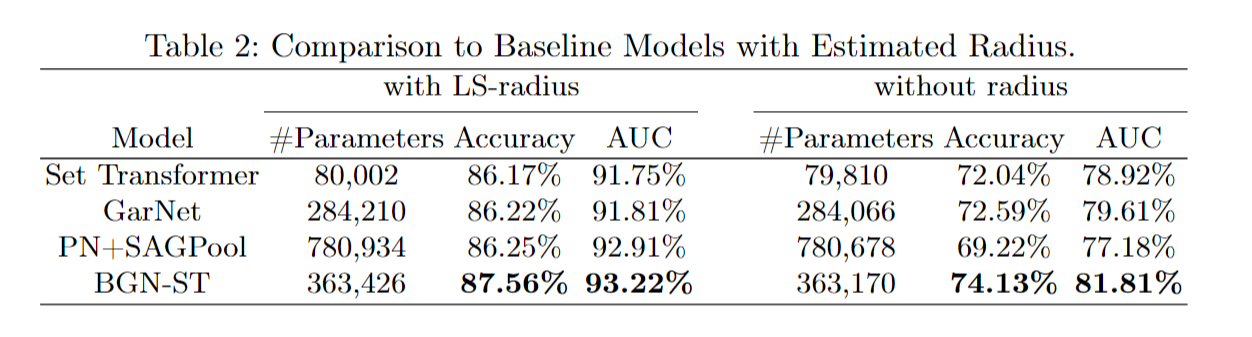 Table 2: Comparison to Baseline Models with Estimated Radius.
with LS-radius without radius
Model #Parameters Accuracy AUC #Parameters Accuracy AUC
Set Transformer 80,002 86.17% 91.75% 79,810 72.04% 78.92%
GarNet 284,210 86.22% 91.81% 284,066 72.59% 79.61%
PN+SAGPool 780,934 86.25% 92.91% 780,678 69.22% 77.18%
BGN-ST 363,426 87.56% 93.22% 363,170 74.13% 81.81%